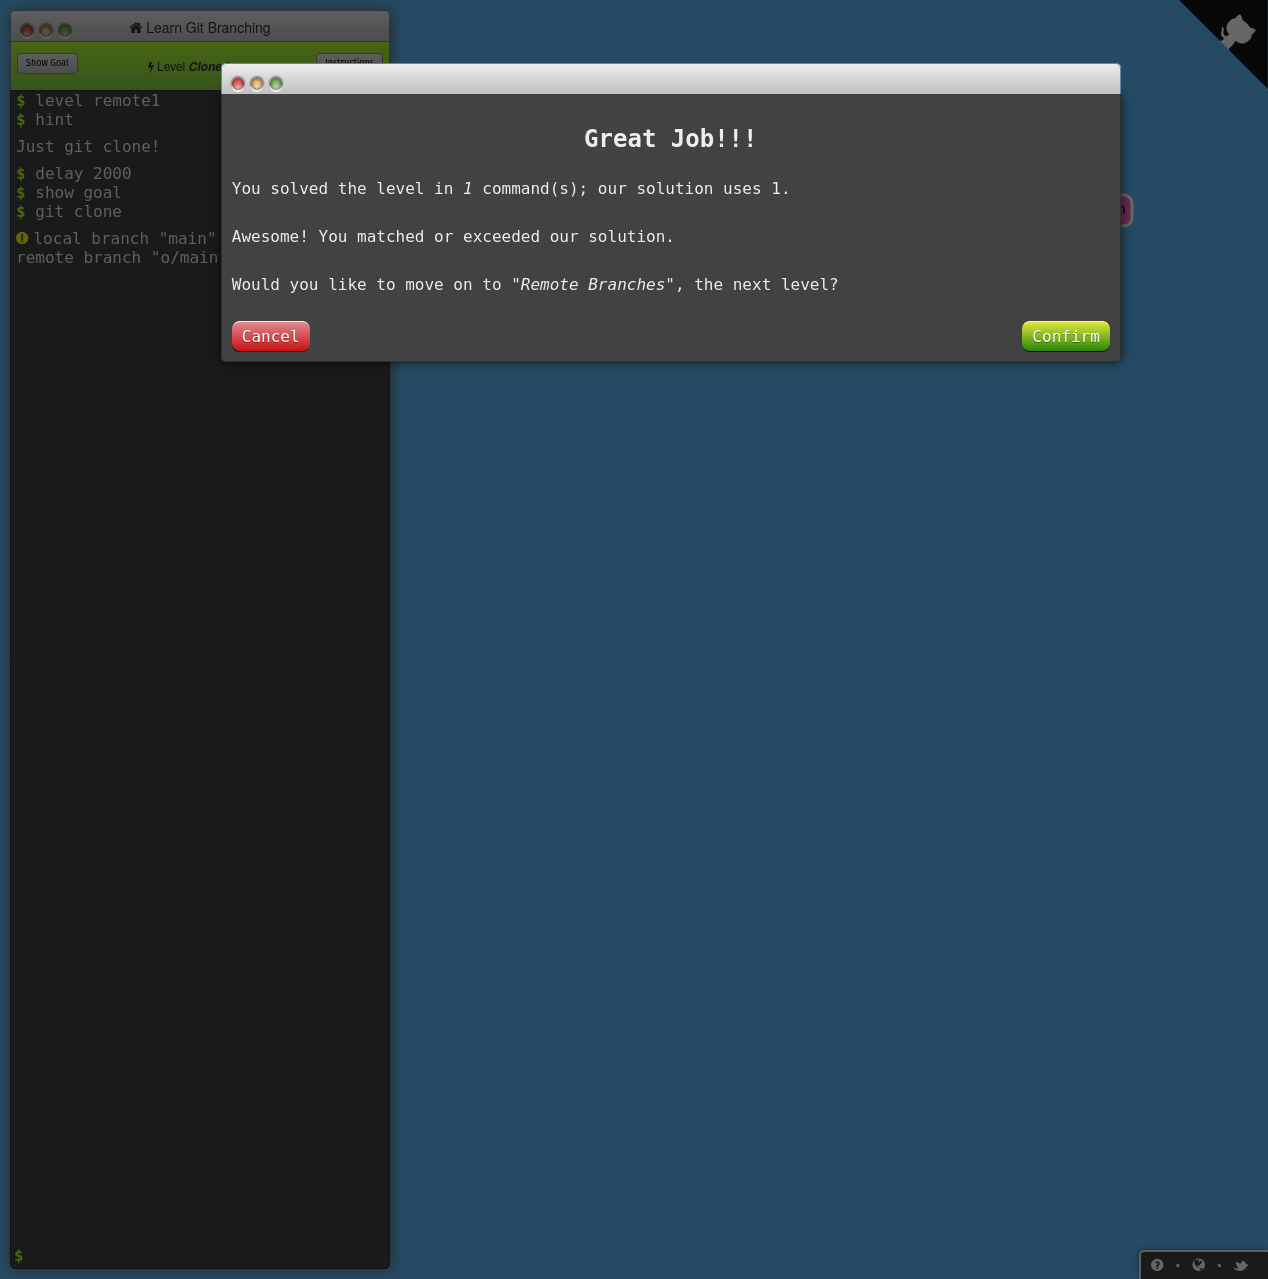 Learn Git Branching
Show Goal
Level Clone
Instructions
$ level remote1
$ hint
Just git clone!
$ delay 2000
$ show goal
$ git clone
local branch "main"
remote branch "o/main
Great Job!!!
You solved the level in 1 command(s); our solution uses 1.
Awesome! You matched or exceeded our solution.
Would you like to move on to "Remote Branches", the next level?
Cancel
Confirm
$